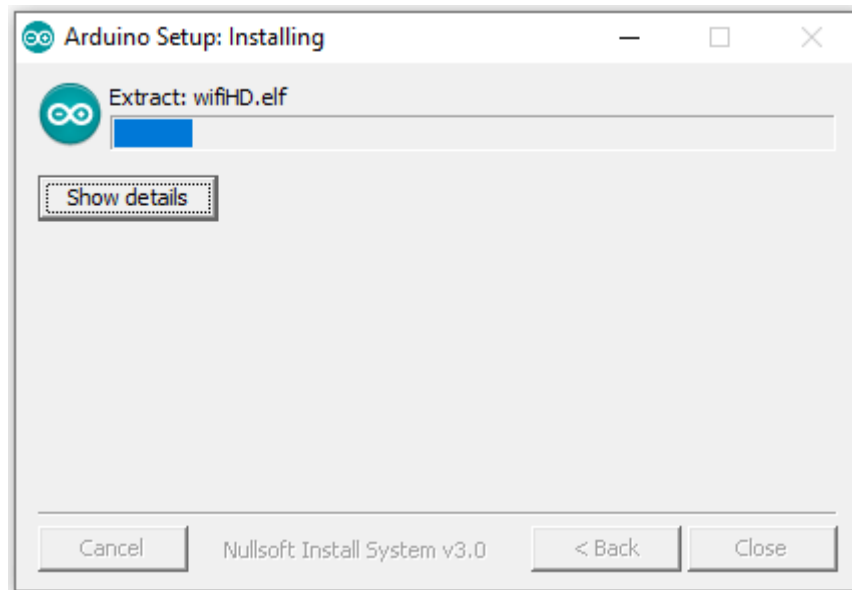 Arduino Setup: Installing
Extract: wifiHD.elf
Show details
Cancel
Nullsoft Install System v3.0
< Back
Close